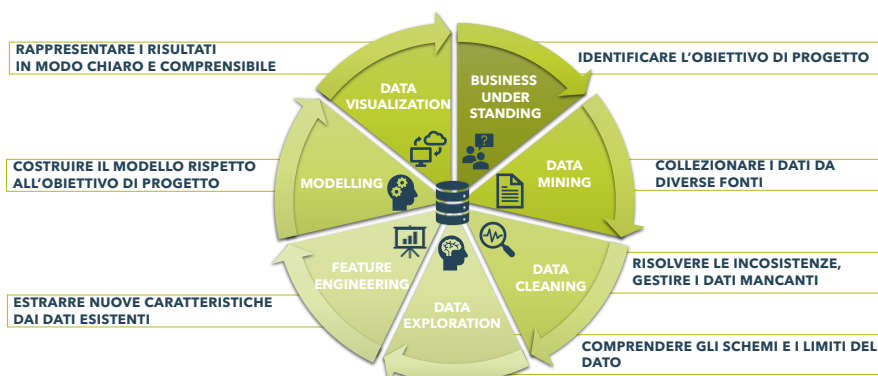 RAPPRESENTARE I RISULTATI
IN MODO CHIARO E COMPRENSIBILE
DATA
VISUALIZATION
BUSINESS
UNDER
STANDING
?
IDENTIFICARE L'OBIETTIVO DI PROGETTO
COSTRUIRE IL MODELLO RISPETTO
ALL'OBIETTIVO DI PROGETTO
MODELLING
DATA
MINING
COLLEZIONARE I DATI DA
DIVERSE FONTI
FEATURE
ENGINEERING
DATA
CLEANING
RISOLVERE LE INCOSISTENZE,
GESTIRE I DATI MANCANTI
ESTRARRE NUOVE CARATTERISTICHE
DAI DATI ESISTENTI
DATA
EXPLORATION
COMPRENDERE GLI SCHEMI E I LIMITI DEL
DATO